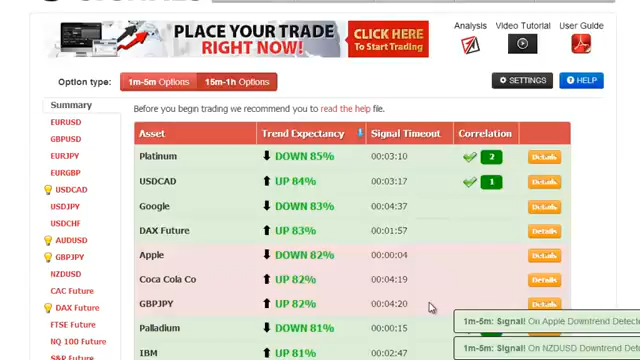 PLACE YOUR TRADE
RIGHT NOW!
CLICK HERE
To Start Trading
Analysis
Video Tutorial
User Guide
Option type:
1m-5m Options
15m-1h Options
SETTINGS
HELP
Summary
EURUSD
GBPUSD
EURJPY
EURGBP
USDCAD
USDJPY
USDCHF
AUDUSD
GBPJPY
NZDUSD
CAC Future
DAX Future
FTSE Future
NQ 100 Future
S&P Future
Before you begin trading we recommend you to read the help file.
Asset Trend Expectancy Signal Timeout Correlation
Platinum DOWN 85% 00:03:10 2 Details
USDCAD UP 84% 00:03:17 1 Details
Google DOWN 83% 00:04:37 Details
DAX Future UP 83% 00:01:57 Details
Apple DOWN 82% 00:00:04 Details
Coca Cola Co UP 82% 00:04:19 Details
GBPJPY UP 82% 00:04:20 Details
Palladium DOWN 81% 00:00:15
IBM UP 81% 00:02:47
1m-5m: Signal! On Apple Downtrend Detecte
1m-5m: Signal! On NZDUSD Downtrend Dete